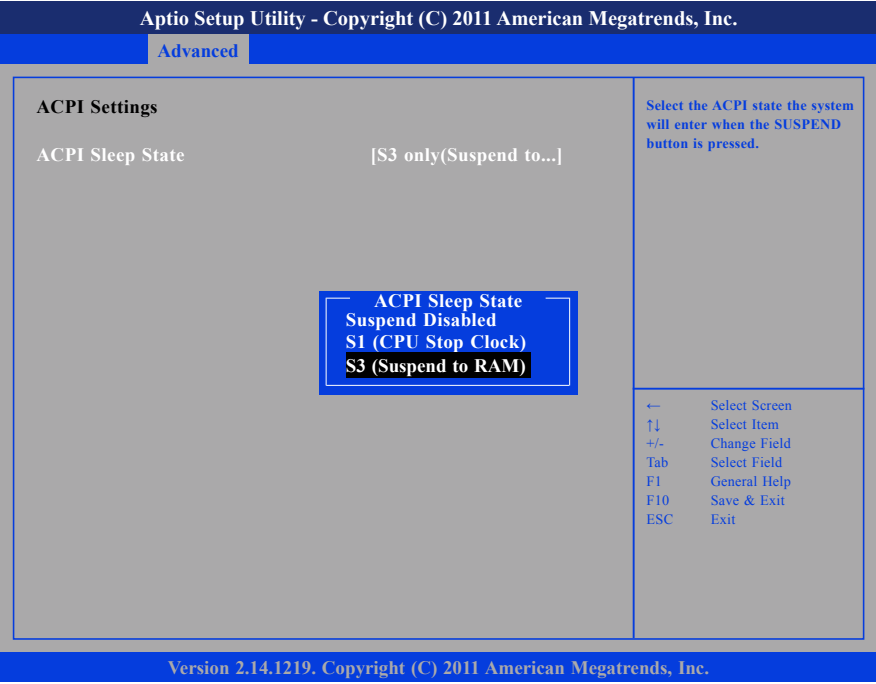 Aptio Setup Utility - Copyright (C) 2011 American Megatrends, Inc.
Advanced
ACPI Settings
ACPI Sleep State [S3 only(Suspend to...]
Select the ACPI state the system
will enter when the SUSPEND
button is pressed.
ACPI Sleep State
Suspend Disabled
S1 (CPU Stop Clock)
S3 (Suspend to RAM)
← Select Screen
↑↓ Select Item
+/- Change Field
Tab Select Field
F1 General Help
F10 Save & Exit
ESC Exit
Version 2.14.1219. Copyright (C) 2011 American Megatrends, Inc.